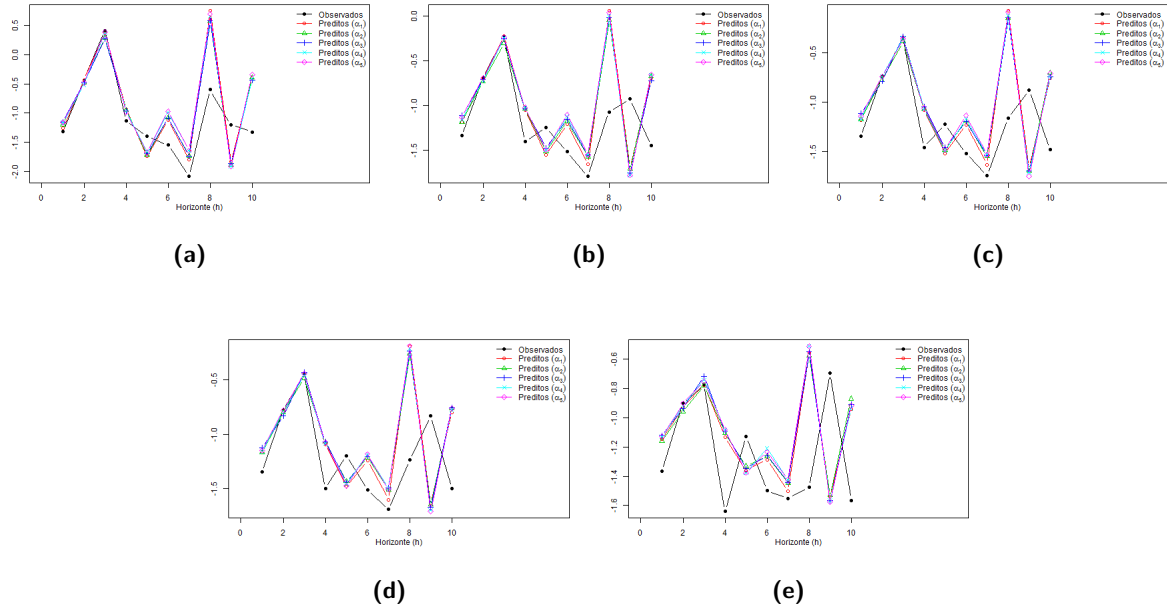 Observados
Preditos (α1)
Preditos (α2)
Preditos (α3)
Preditos (α4)
Preditos (α5)
0.5
0.0
-0.5
-1.0
-1.5
-2.0
0 2 4 6 8 10
Horizonte (h)
(a)
Observados
Preditos (α1)
Preditos (α2)
Preditos (α3)
Preditos (α4)
Preditos (α5)
0.0
-0.5
-1.0
-1.5
0 2 4 6 8 10
Horizonte (h)
(b)
Observados
Preditos (α1)
Preditos (α2)
Preditos (α3)
Preditos (α4)
Preditos (α5)
-0.5
-1.0
-1.5
0 2 4 6 8 10
Horizonte (h)
(c)
Observados
Preditos (α1)
Preditos (α2)
Preditos (α3)
Preditos (α4)
Preditos (α5)
-0.5
-1.0
-1.5
0 2 4 6 8 10
Horizonte (h)
(d)
Observados
Preditos (α1)
Preditos (α2)
Preditos (α3)
Preditos (α4)
Preditos (α5)
-0.6
-0.8
-1.0
-1.2
-1.4
-1.6
0 2 4 6 8 10
Horizonte (h)
(e)